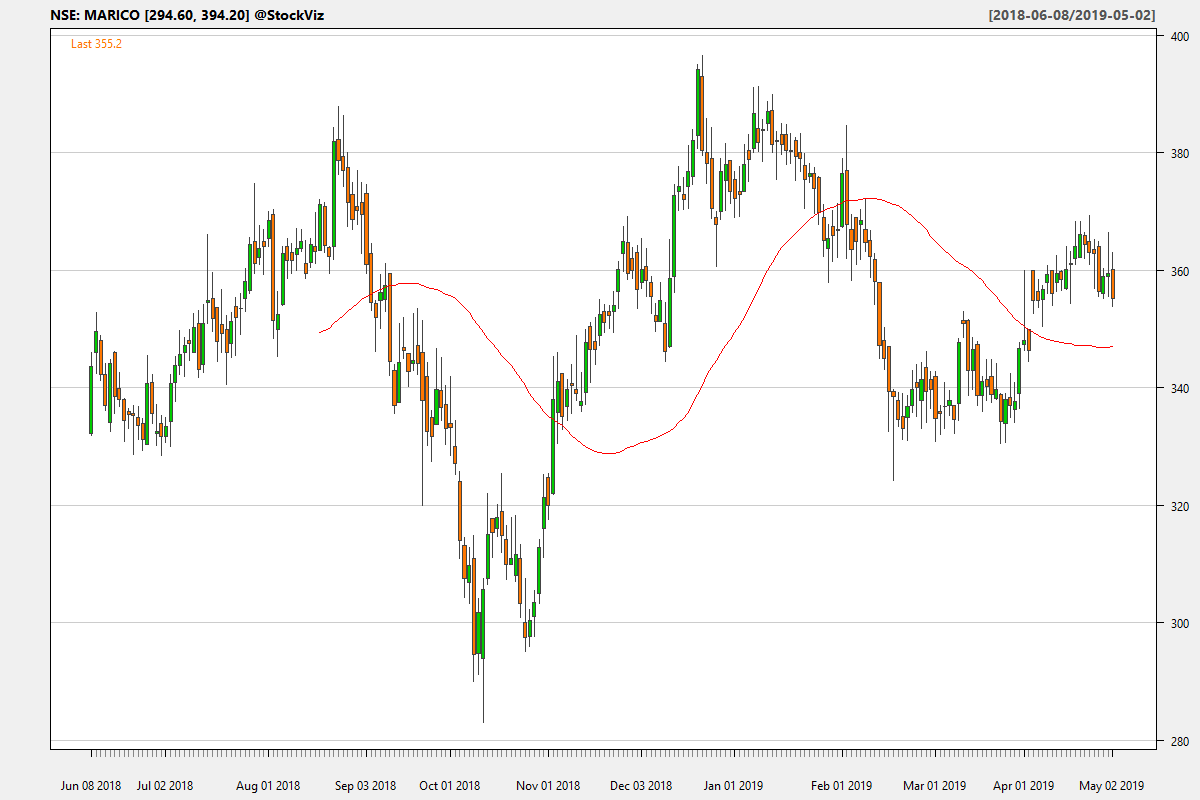 NSE: MARICO [294.60, 394.20] @StockViz
[2018-06-08/2019-05-02]
Last 355.2
400
380
360
340
320
300
280
Jun 08 2018 Jul 02 2018 Aug 01 2018 Sep 03 2018 Oct 01 2018 Nov 01 2018 Dec 03 2018 Jan 01 2019 Feb 01 2019 Mar 01 2019 Apr 01 2019 May 02 2019